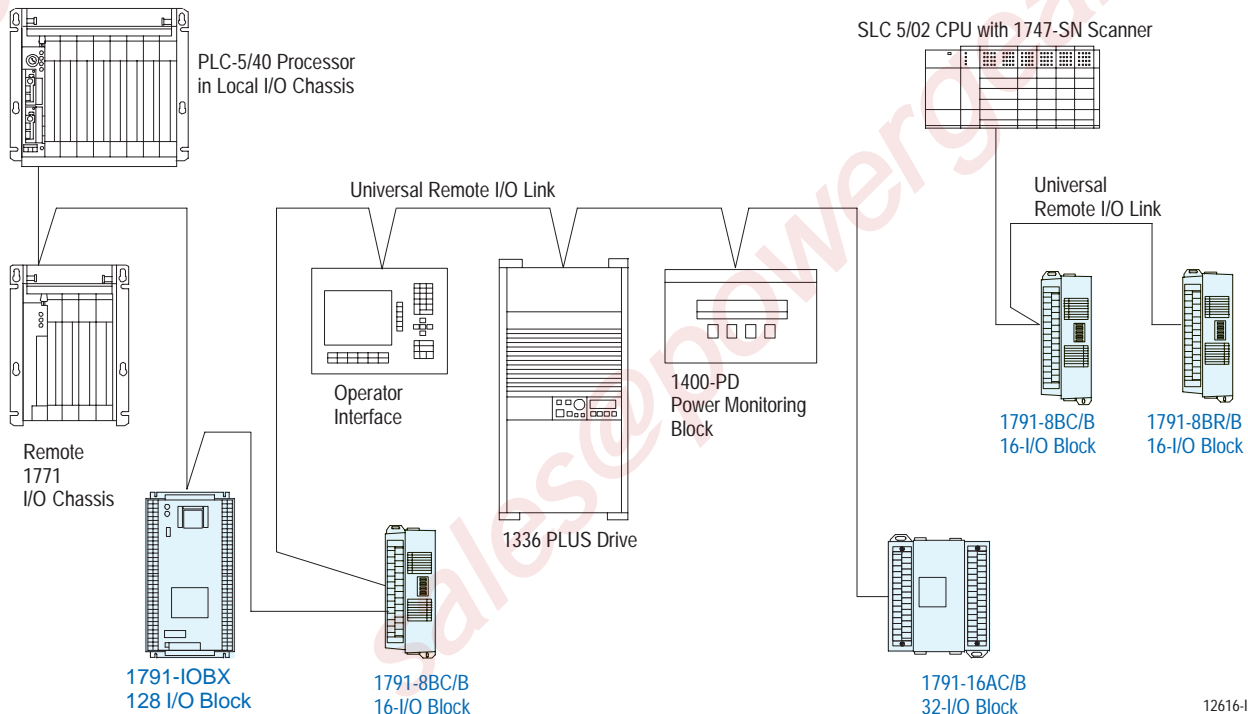 PLC-5/40 Processor
in Local I/O Chassis
SLC 5/02 CPU with 1747-SN Scanner
Universal Remote I/O Link
Universal
Remote I/O Link
Operator
Interface
1400-PD
Power Monitoring
Block
1791-8BC/B
16-I/O Block
1791-8BR/B
16-I/O Block
Remote
1771
I/O Chassis
1336 PLUS Drive
1791-IOBX
128 I/O Block
1791-8BC/B
16-I/O Block
1791-16AC/B
32-I/O Block
12616-I
sales@powergear